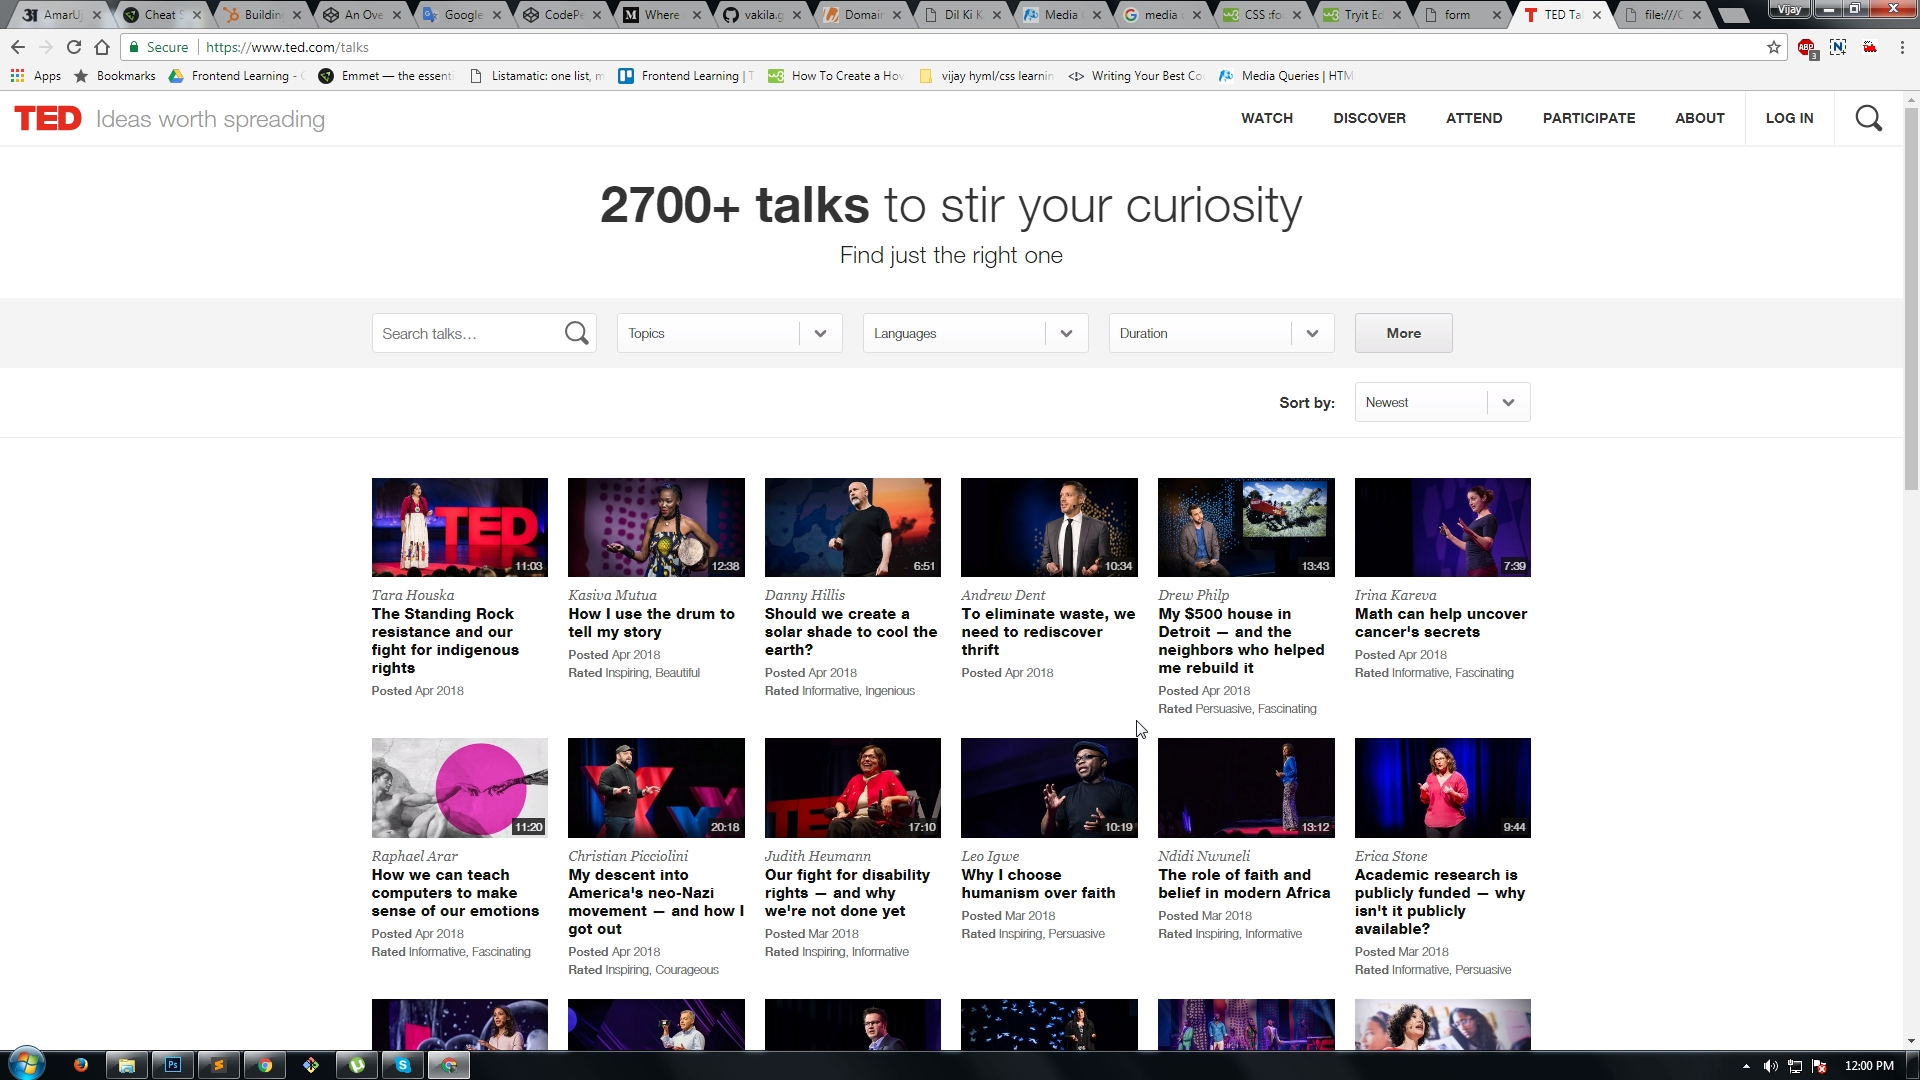 AmarUj
Cheat S
Building
An Ove
Google
CodePe
Where
vakila.g
Domain
Dil Ki K
Media
media
CSS :fo
Tryit Ed
form
TED Tal
file:///C
Vijay
Secure https://www.ted.com/talks
Apps
Bookmarks
Frontend Learning -
Emmet — the essenti
Listamatic: one list, m
Frontend Learning | T
How To Create a Hov
vijay hyml/css learnin
Writing Your Best Co
Media Queries | HTM
TED Ideas worth spreading
WATCH DISCOVER ATTEND PARTICIPATE ABOUT LOG IN
2700+ talks to stir your curiosity
Find just the right one
Search talks...
Topics
Languages
Duration
More
Sort by: Newest
TED
11:03
Tara Houska
The Standing Rock
resistance and our
fight for indigenous
rights
Posted Apr 2018
12:38
Kasiva Mutua
How I use the drum to
tell my story
Posted Apr 2018
Rated Inspiring, Beautiful
6:51
Danny Hillis
Should we create a
solar shade to cool the
earth?
Posted Apr 2018
Rated Informative, Ingenious
10:34
Andrew Dent
To eliminate waste, we
need to rediscover
thrift
Posted Apr 2018
13:43
Drew Philp
My $500 house in
Detroit — and the
neighbors who helped
me rebuild it
Posted Apr 2018
Rated Persuasive, Fascinating
7:39
Irina Kareva
Math can help uncover
cancer's secrets
Posted Apr 2018
Rated Informative, Fascinating
11:20
Raphael Arar
How we can teach
computers to make
sense of our emotions
Posted Apr 2018
Rated Informative, Fascinating
20:18
Christian Picciolini
My descent into
America's neo-Nazi
movement — and how I
got out
Posted Apr 2018
Rated Inspiring, Courageous
17:10
Judith Heumann
Our fight for disability
rights — and why
we're not done yet
Posted Mar 2018
Rated Inspiring, Informative
10:19
Leo Igwe
Why I choose
humanism over faith
Posted Mar 2018
Rated Inspiring, Persuasive
13:12
Ndidi Nwuneli
The role of faith and
belief in modern Africa
Posted Mar 2018
Rated Inspiring, Informative
9:44
Erica Stone
Academic research is
publicly funded — why
isn't it publicly
available?
Posted Mar 2018
Rated Informative, Persuasive
12:00 PM